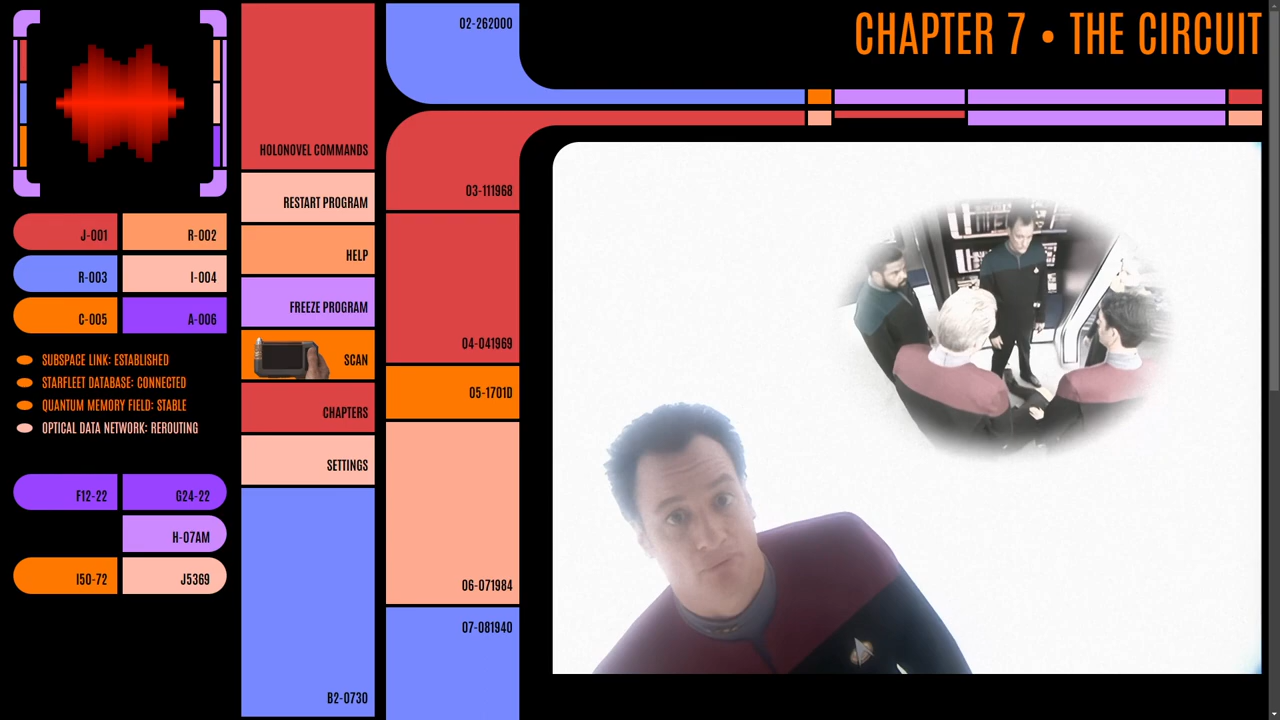 CHAPTER 7 • THE CIRCUIT
J-001
R-002
R-003
I-004
C-005
A-006
SUBSPACE LINK: ESTABLISHED
STARFLEET DATABASE: CONNECTED
QUANTUM MEMORY FIELD: STABLE
OPTICAL DATA NETWORK: REROUTING
F12-22
G24-22
H-07AM
I50-72
J5369
HOLONOVEL COMMANDS
RESTART PROGRAM
HELP
FREEZE PROGRAM
SCAN
CHAPTERS
SETTINGS
B2-0730
02-262000
03-111968
04-041969
05-1701D
06-071984
07-081940